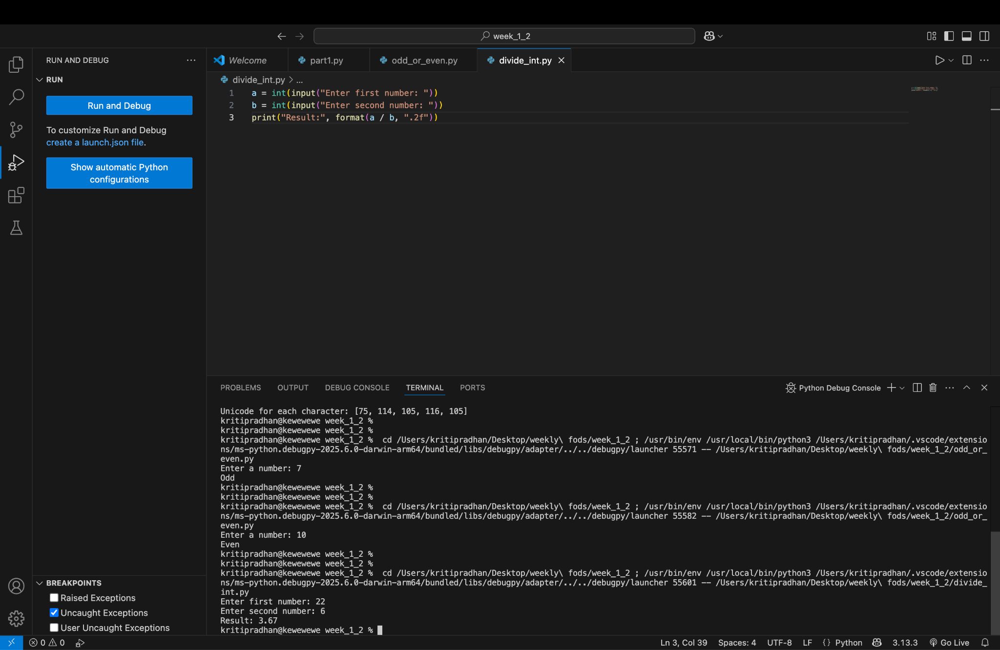 week_1_2
RUN AND DEBUG
Welcome
part1.py
odd_or_even.py
divide_int.py
RUN
Run and Debug
To customize Run and Debug
create a launch.json file.
Show automatic Python
configurations
divide_int.py > ...
1 a = int(input("Enter first number: "))
2 b = int(input("Enter second number: "))
3 print("Result:", format(a / b, ".2f"))
PROBLEMS OUTPUT DEBUG CONSOLE TERMINAL PORTS
Python Debug Console
Unicode for each character: [75, 114, 105, 116, 105]
kritipradhan@kewewewe week_1_2 %
kritipradhan@kewewewe week_1_2 %
kritipradhan@kewewewe week_1_2 %  cd /Users/kritipradhan/Desktop/weekly\ fods/week_1_2 ; /usr/bin/env /usr/local/bin/python3 /Users/kritipradhan/.vscode/extensio
ns/ms-python.debugpy-2025.6.0-darwin-arm64/bundled/libs/debugpy/adapter/../../debugpy/launcher 55571 -- /Users/kritipradhan/Desktop/weekly\ fods/week_1_2/odd_or_
even.py
Enter a number: 7
Odd
kritipradhan@kewewewe week_1_2 %
kritipradhan@kewewewe week_1_2 %
kritipradhan@kewewewe week_1_2 %  cd /Users/kritipradhan/Desktop/weekly\ fods/week_1_2 ; /usr/bin/env /usr/local/bin/python3 /Users/kritipradhan/.vscode/extensio
ns/ms-python.debugpy-2025.6.0-darwin-arm64/bundled/libs/debugpy/adapter/../../debugpy/launcher 55582 -- /Users/kritipradhan/Desktop/weekly\ fods/week_1_2/odd_or_
even.py
Enter a number: 10
Even
kritipradhan@kewewewe week_1_2 %
kritipradhan@kewewewe week_1_2 %
kritipradhan@kewewewe week_1_2 %  cd /Users/kritipradhan/Desktop/weekly\ fods/week_1_2 ; /usr/bin/env /usr/local/bin/python3 /Users/kritipradhan/.vscode/extensio
ns/ms-python.debugpy-2025.6.0-darwin-arm64/bundled/libs/debugpy/adapter/../../debugpy/launcher 55601 -- /Users/kritipradhan/Desktop/weekly\ fods/week_1_2/divide_
int.py
Enter first number: 22
Enter second number: 6
Result: 3.67
kritipradhan@kewewewe week_1_2 %
BREAKPOINTS
Raised Exceptions
Uncaught Exceptions
User Uncaught Exceptions
0 0
Ln 3, Col 39 Spaces: 4 UTF-8 LF {} Python 3.13.3 Go Live